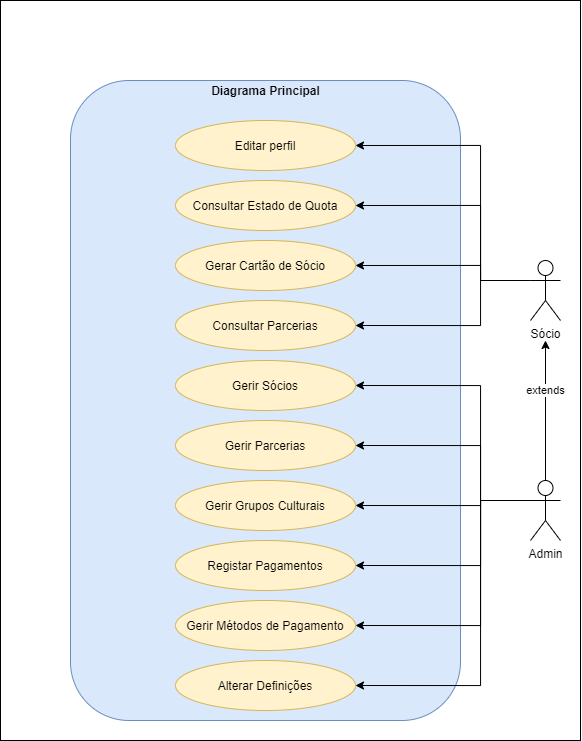 Diagrama Principal
Editar perfil
Consultar Estado de Quota
Gerar Cartão de Sócio
Consultar Parcerias
Sócio
Gerir Sócios
extends
Gerir Parcerias
Gerir Grupos Culturais
Admin
Registar Pagamentos
Gerir Métodos de Pagamento
Alterar Definições